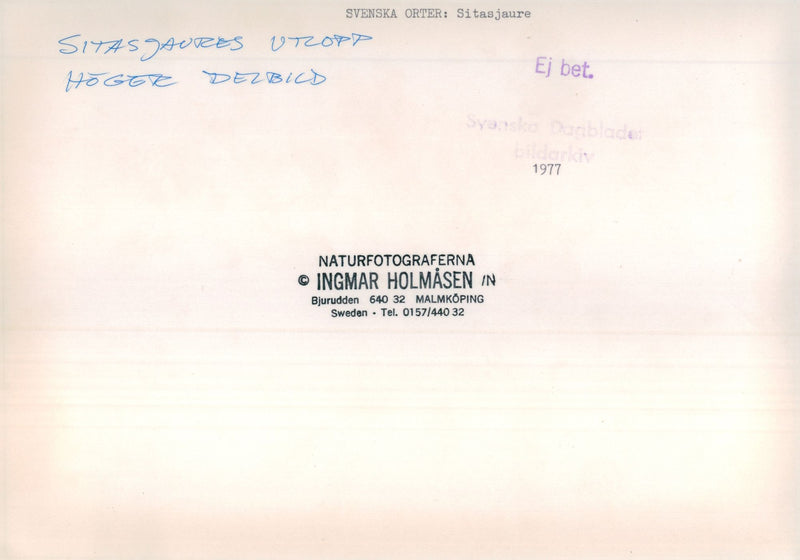 SVENSKA ORTER: Sitasjaure
SITASJAURES UTLOPP
HÖGER DELBILD
Ej bet.
Svenska Dagbladet
bildarkiv
1977
NATURFOTOGRAFERNA
© INGMAR HOLMÅSEN /N
Bjurudden 640 32 MALMKÖPING
Sweden · Tel. 0157/440 32